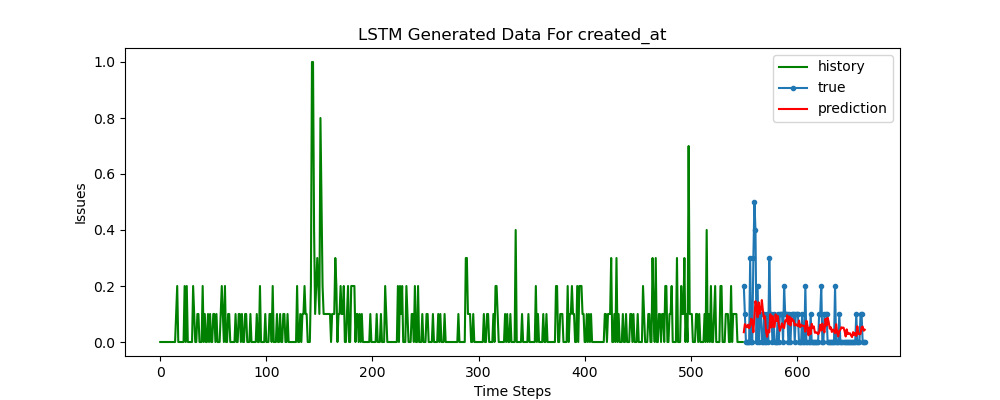 LSTM Generated Data For created_at
history
true
prediction
1.0
0.8
0.6
0.4
0.2
0.0
Issues
0
100
200
300
400
500
600
Time Steps